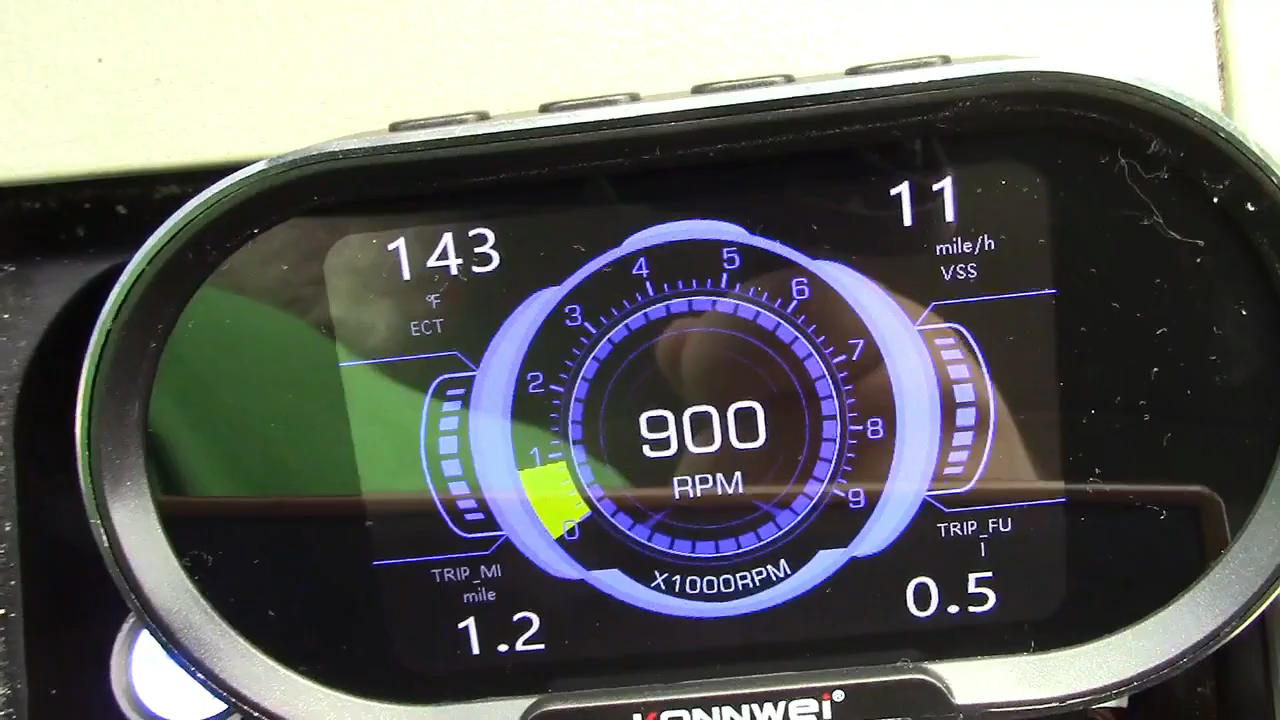 143
°F
ECT
11
mile/h
VSS
0
1
2
3
4
5
6
7
8
9
900
RPM
X1000RPM
TRIP_MI
mile
1.2
TRIP_FU
l
0.5
KONNWEI®